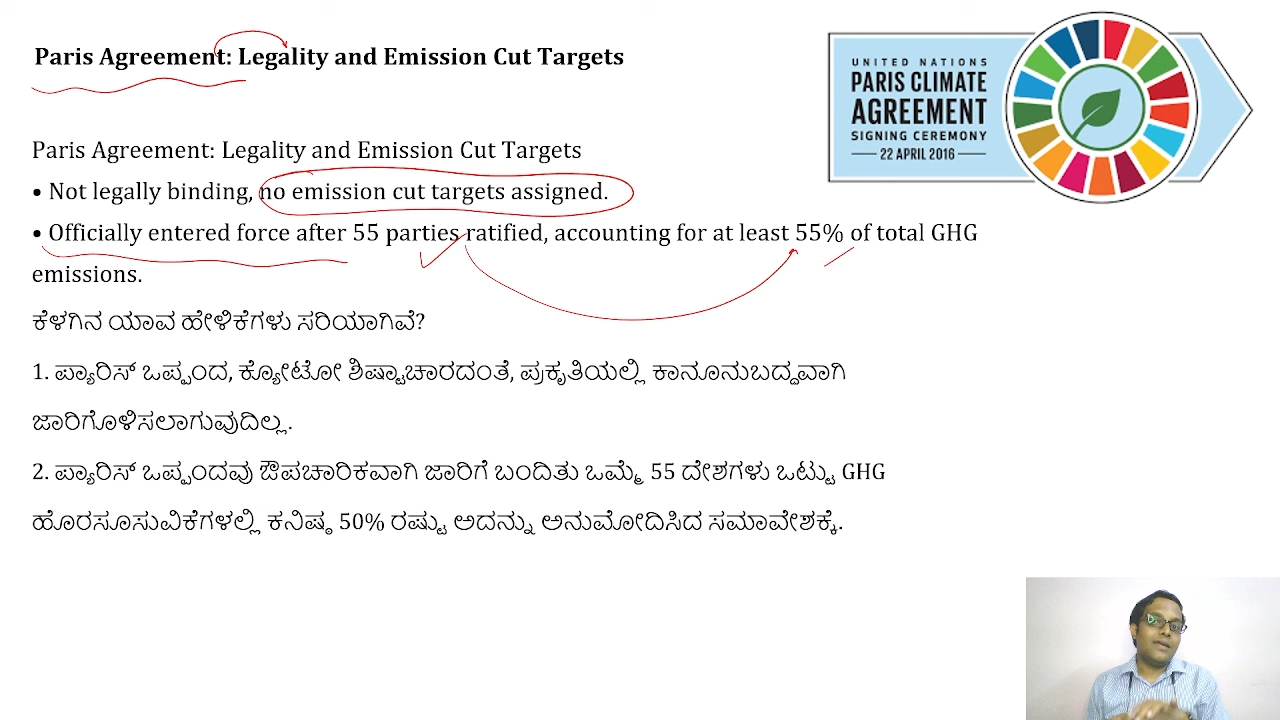 Paris Agreement: Legality and Emission Cut Targets
UNITED NATIONS
PARIS CLIMATE
AGREEMENT
SIGNING CEREMONY
22 APRIL 2016
Paris Agreement: Legality and Emission Cut Targets
• Not legally binding, no emission cut targets assigned.
• Officially entered force after 55 parties ratified, accounting for at least 55% of total GHG
emissions.
ಕೆಳಗಿನ ಯಾವ ಹೇಳಿಕೆಗಳು ಸರಿಯಾಗಿವೆ?
1. ಪ್ಯಾರಿಸ್ ಒಪ್ಪಂದ, ಕ್ಯೋಟೋ ಶಿಷ್ಟಾಚಾರದಂತೆ, ಪ್ರಕೃತಿಯಲ್ಲಿ ಕಾನೂನುಬದ್ಧವಾಗಿ
ಜಾರಿಗೊಳಿಸಲಾಗುವುದಿಲ್ಲ.
2. ಪ್ಯಾರಿಸ್ ಒಪ್ಪಂದವು ಔಪಚಾರಿಕವಾಗಿ ಜಾರಿಗೆ ಬಂದಿತು ಒಮ್ಮೆ 55 ದೇಶಗಳು ಒಟ್ಟು GHG
ಹೊರಸೂಸುವಿಕೆಗಳಲ್ಲಿ ಕನಿಷ್ಠ 50% ರಷ್ಟು ಅದನ್ನು ಅನುಮೋದಿಸಿದ ಸಮಾವೇಶಕ್ಕೆ.